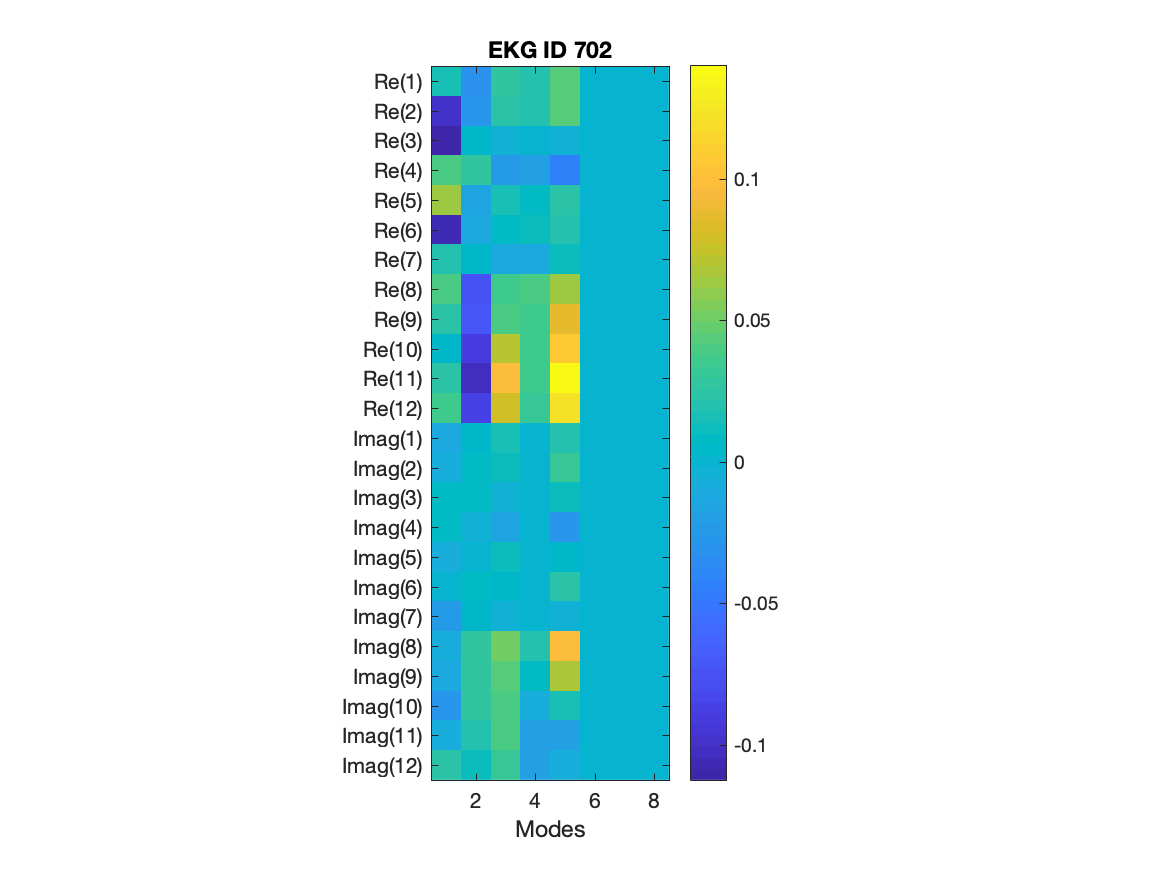 EKG ID 702
Re(1)
Re(2)
Re(3)
Re(4)
Re(5)
Re(6)
Re(7)
Re(8)
Re(9)
Re(10)
Re(11)
Re(12)
Imag(1)
Imag(2)
Imag(3)
Imag(4)
Imag(5)
Imag(6)
Imag(7)
Imag(8)
Imag(9)
Imag(10)
Imag(11)
Imag(12)
2 4 6 8
Modes
0.1
0.05
0
-0.05
-0.1